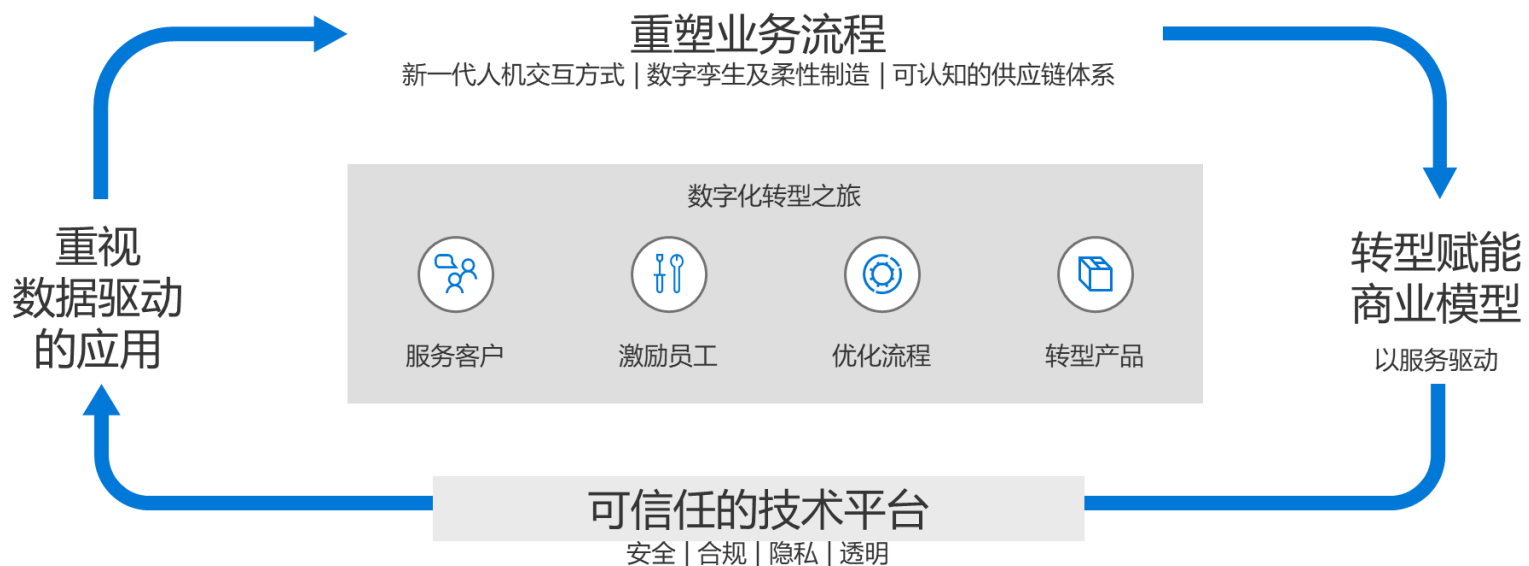 重塑业务流程
新一代人机交互方式 | 数字孪生及柔性制造 | 可认知的供应链体系
数字化转型之旅
服务客户
激励员工
优化流程
转型产品
重视
数据驱动
的应用
转型赋能
商业模型
以服务驱动
可信任的技术平台
安全 | 合规 | 隐私 | 透明